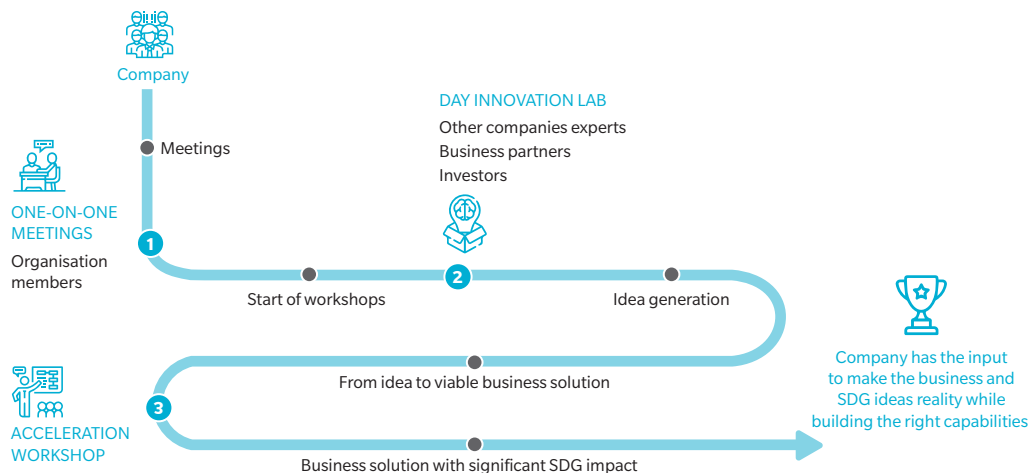 Company
Meetings
ONE-ON-ONE
MEETINGS
Organisation
members
1
DAY INNOVATION LAB
Other companies experts
Business partners
Investors
Start of workshops
2
Idea generation
From idea to viable business solution
3
ACCELERATION
WORKSHOP
Business solution with significant SDG impact
Company has the input
to make the business and
SDG ideas reality while
building the right capabilities